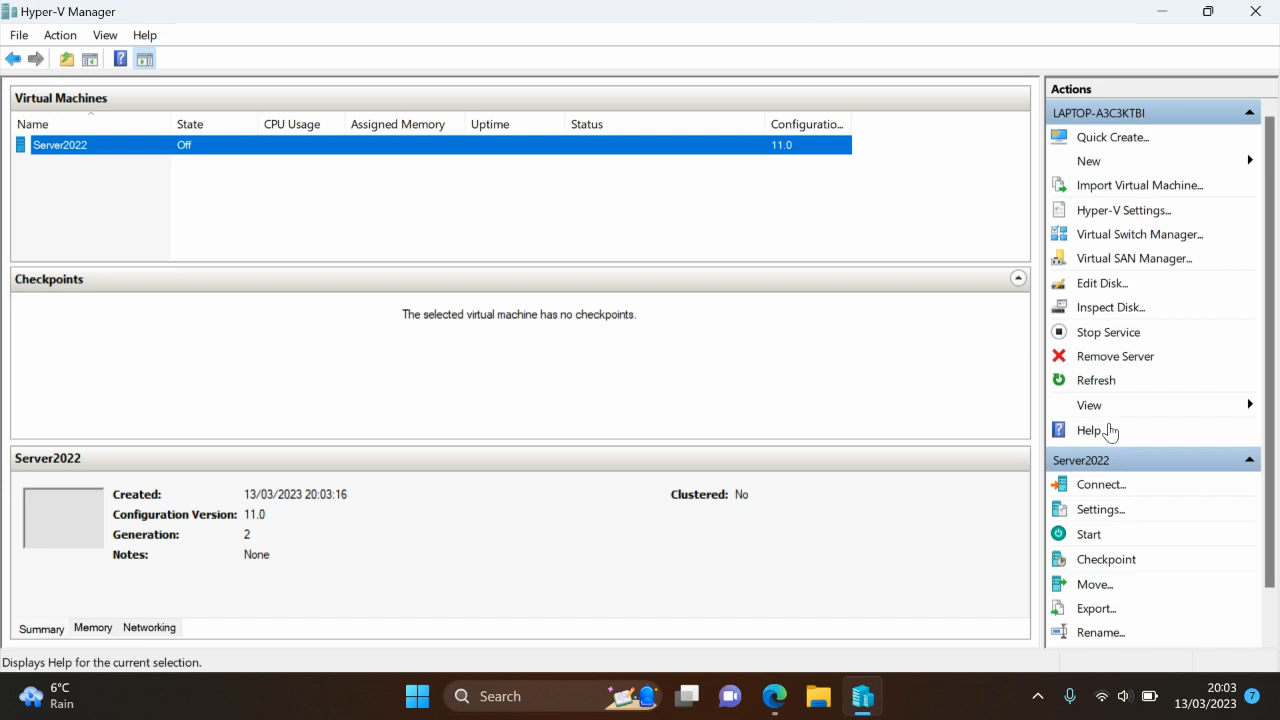 Hyper-V Manager
File Action View Help
Virtual Machines
Name State CPU Usage Assigned Memory Uptime Status Configuratio...
Server2022 Off 11.0
Checkpoints
The selected virtual machine has no checkpoints.
Server2022
Created: 13/03/2023 20:03:16 Clustered: No
Configuration Version: 11.0
Generation: 2
Notes: None
Summary Memory Networking
Actions
LAPTOP-A3C3KTBI
Quick Create...
New
Import Virtual Machine...
Hyper-V Settings...
Virtual Switch Manager...
Virtual SAN Manager...
Edit Disk...
Inspect Disk...
Stop Service
Remove Server
Refresh
View
Help
Server2022
Connect...
Settings...
Start
Checkpoint
Move...
Export...
Rename...
Displays Help for the current selection.
6°C
Rain
Search
20:03
13/03/2023
7